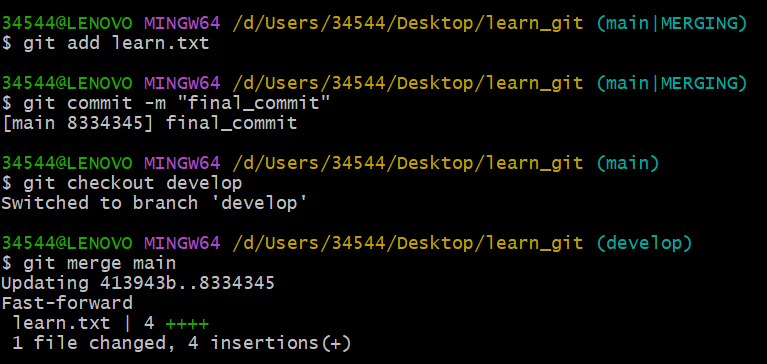 34544@LENOVO MINGW64 /d/Users/34544/Desktop/learn_git (main|MERGING)
$ git add learn.txt
34544@LENOVO MINGW64 /d/Users/34544/Desktop/learn_git (main|MERGING)
$ git commit -m "final_commit"
[main 8334345] final_commit
34544@LENOVO MINGW64 /d/Users/34544/Desktop/learn_git (main)
$ git checkout develop
Switched to branch 'develop'
34544@LENOVO MINGW64 /d/Users/34544/Desktop/learn_git (develop)
$ git merge main
Updating 413943b..8334345
Fast-forward
 learn.txt | 4 ++++
 1 file changed, 4 insertions(+)